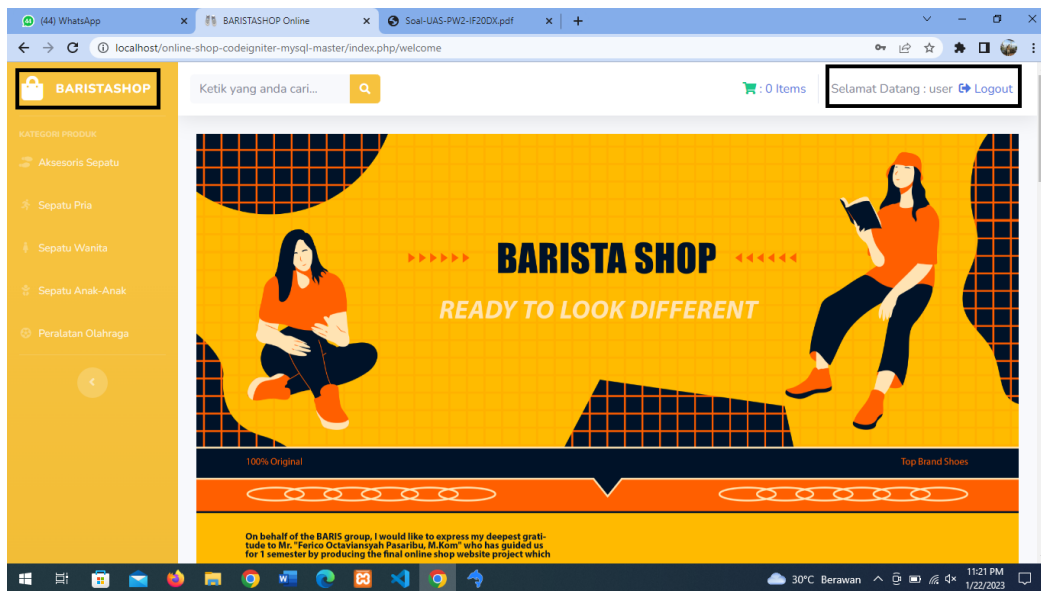 (44) WhatsApp
BARISTASHOP Online
Soal-UAS-PW2-IF20DX.pdf
localhost/online-shop-codeigniter-mysql-master/index.php/welcome
BARISTASHOP
Ketik yang anda cari...
: 0 Items
Selamat Datang : user Logout
KATEGORI PRODUK
Aksesoris Sepatu
Sepatu Pria
Sepatu Wanita
Sepatu Anak-Anak
Peralatan Olahraga
BARISTA SHOP
READY TO LOOK DIFFERENT
100% Original
Top Brand Shoes
On behalf of the BARIS group, I would like to express my deepest grati-
tude to Mr. "Ferico Octaviansyah Pasaribu, M.Kom" who has guided us
for 1 semester by producing the final online shop website project which
30°C Berawan
11:21 PM
1/22/2023